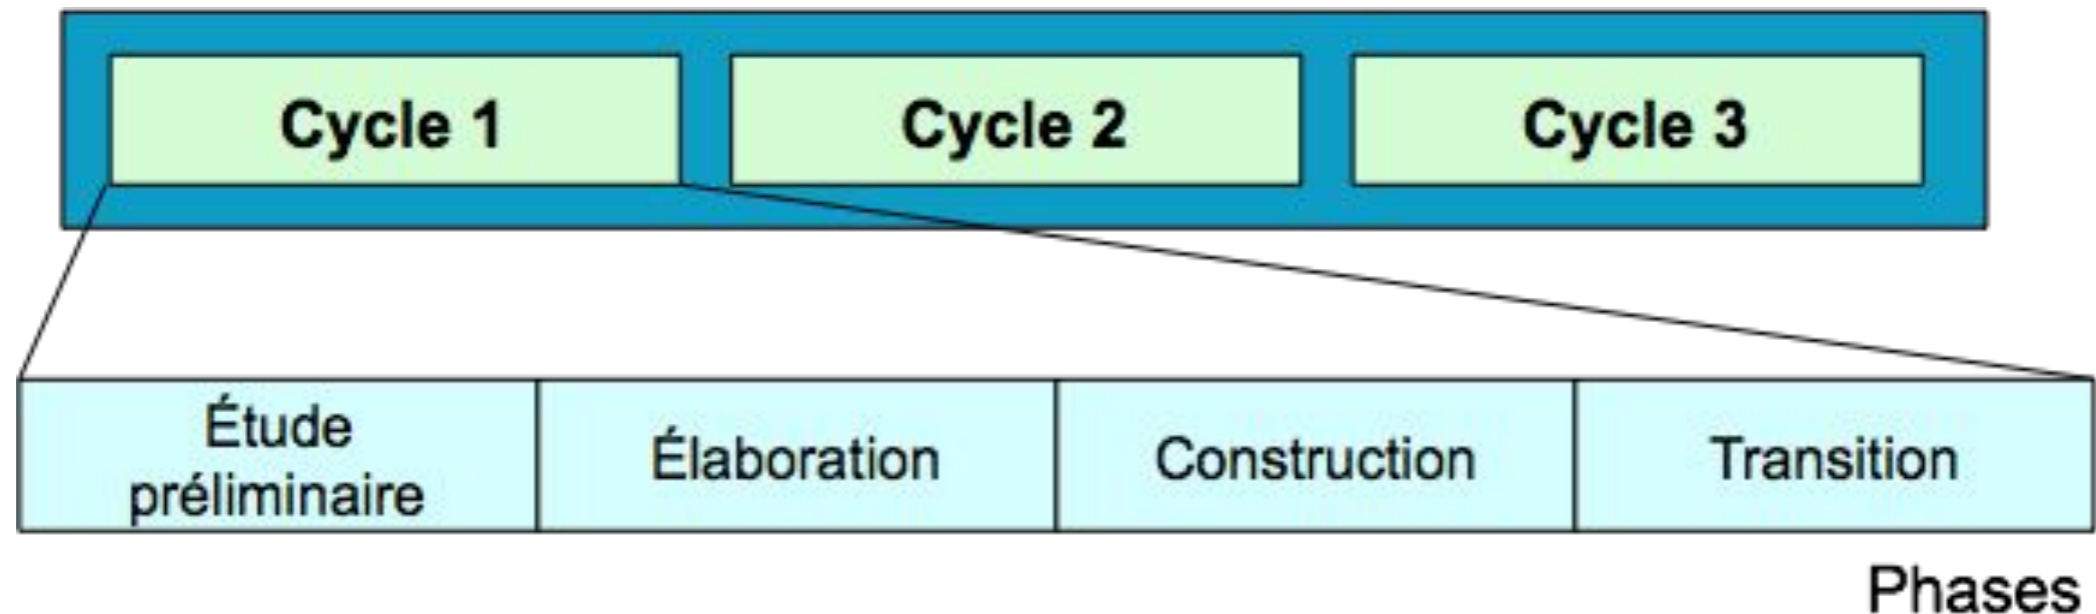 Cycle 1
Cycle 2
Cycle 3
Étude
préliminaire
Élaboration
Construction
Transition
Phases